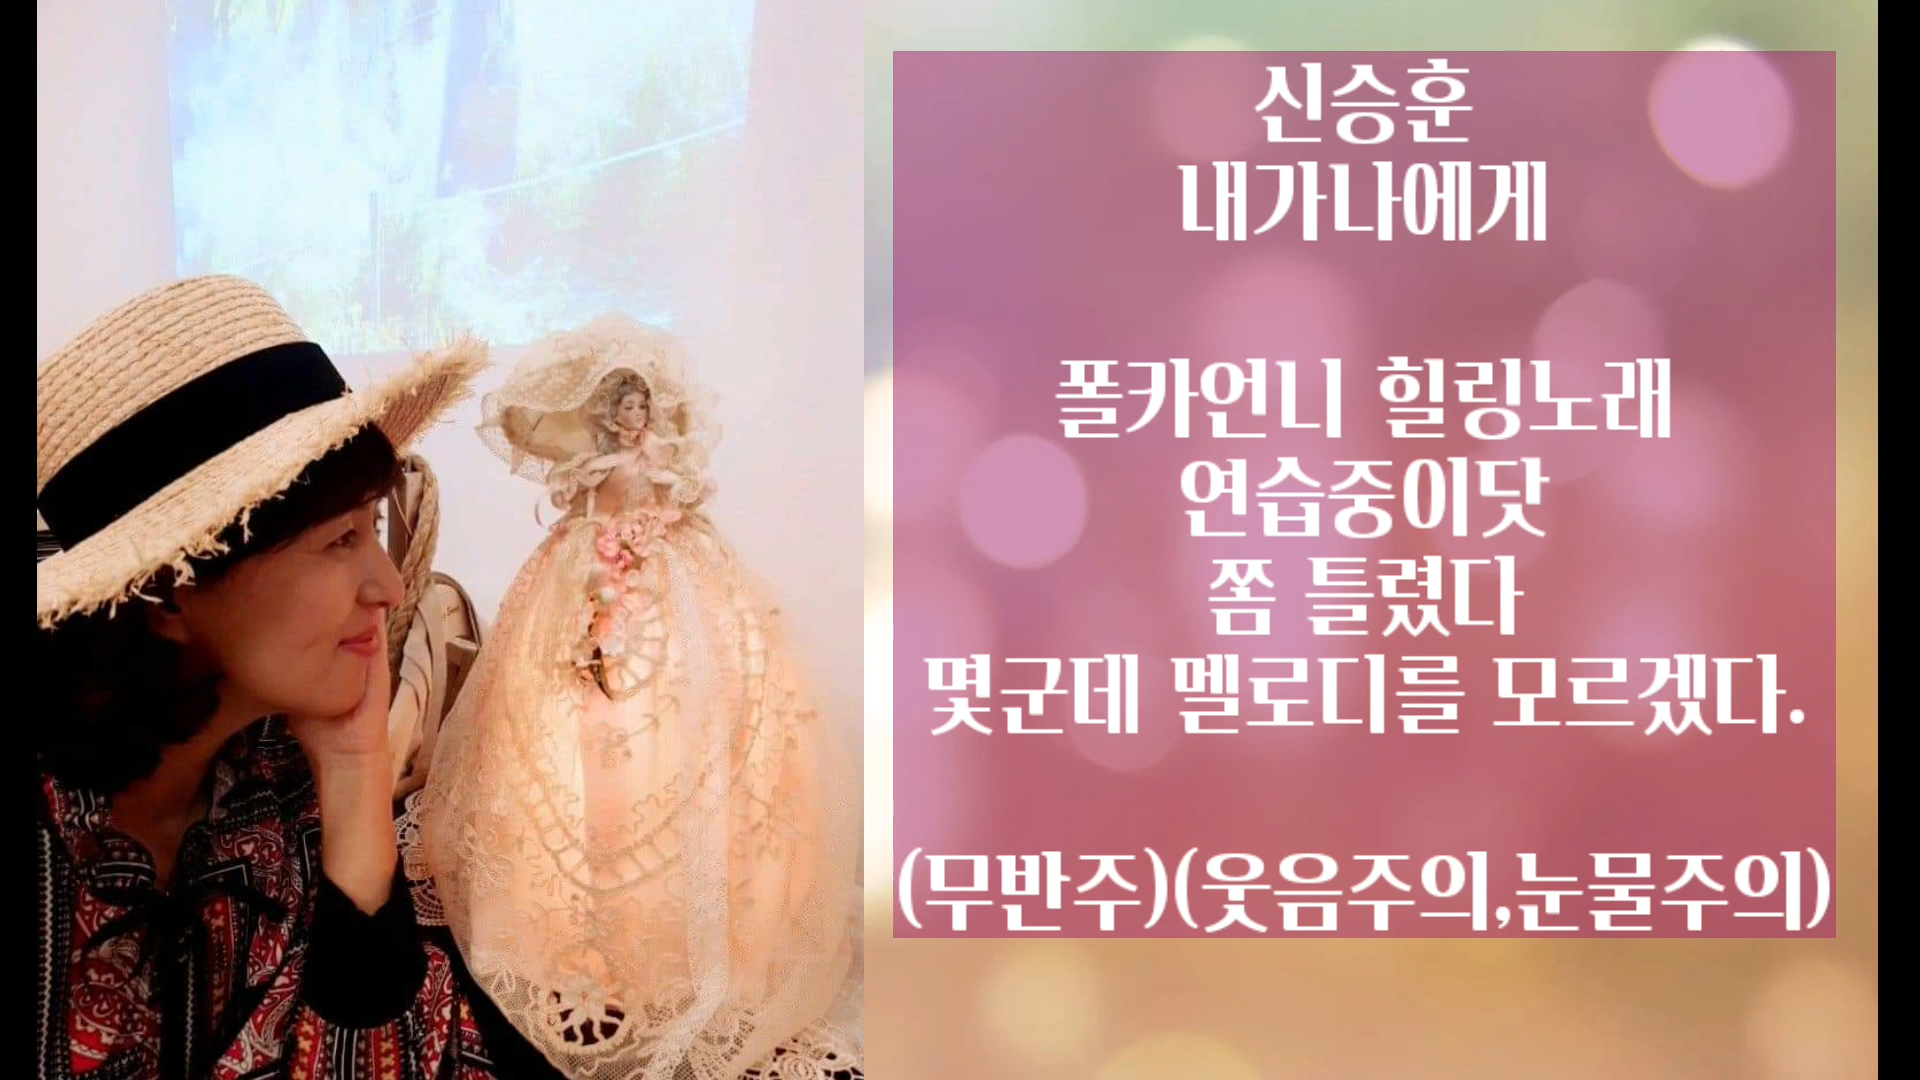 신승훈
내가나에게
폴카언니 힐링노래
연습중이닷
쫌 틀렸다
몇군데 멜로디를 모르겠다.
(무반주)(웃음주의,눈물주의)